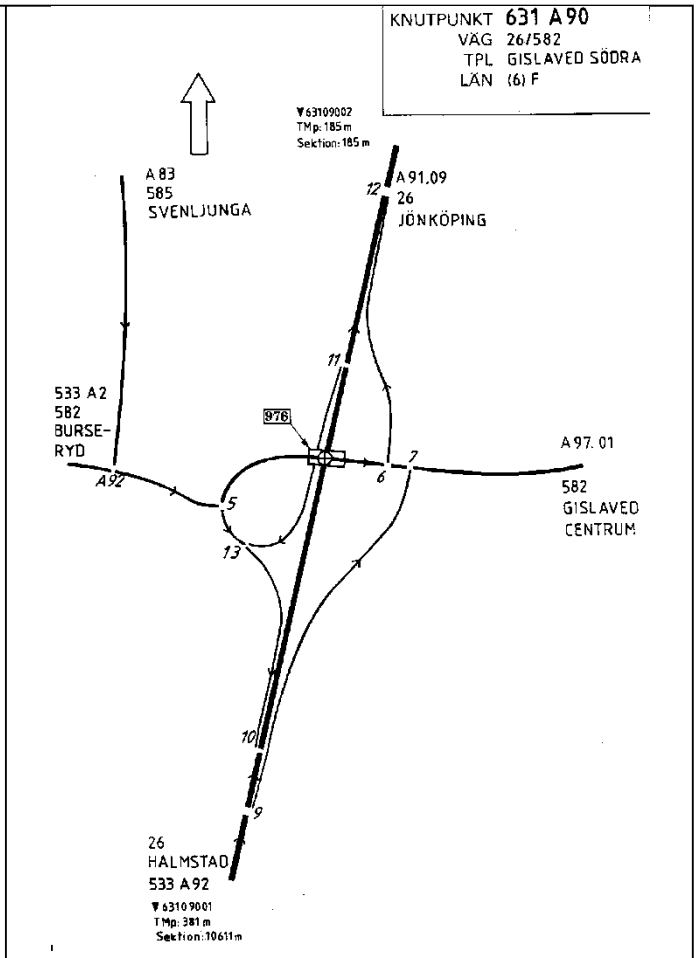 KNUTPUNKT 631 A90
VÄG 26/582
TPL GISLAVED SÖDRA
LÄN (6) F
▼63109002
TMp: 185 m
Sektion: 185 m
A 83
585
SVENLJUNGA
12
A 91.09
26
JÖNKÖPING
11
533 A2
582
BURSE-
RYD
976
A92
5
6
7
A 97.01
582
GISLAVED
CENTRUM
13
10
9
26
HALMSTAD
533 A92
▼63109001
TMp: 381 m
Sektion: 10611m